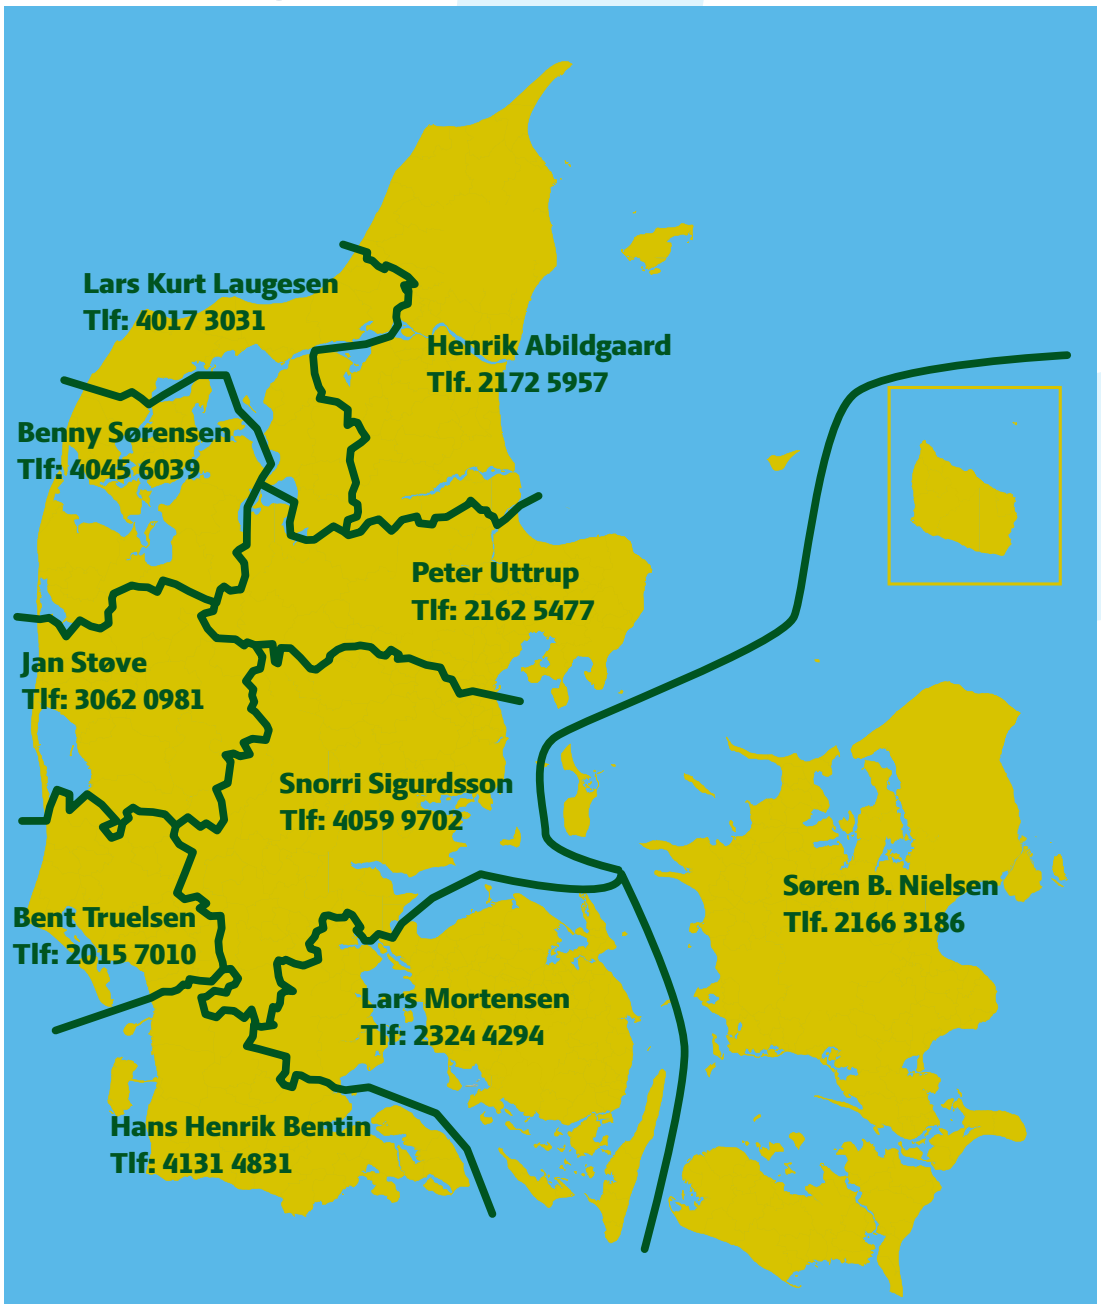 Lars Kurt Laugesen
Tlf: 4017 3031
Henrik Abildgaard
Tlf. 2172 5957
Benny Sørensen
Tlf: 4045 6039
Peter Uttrup
Tlf: 2162 5477
Jan Støve
Tlf: 3062 0981
Snorri Sigurdsson
Tlf: 4059 9702
Søren B. Nielsen
Tlf. 2166 3186
Bent Truelsen
Tlf: 2015 7010
Lars Mortensen
Tlf: 2324 4294
Hans Henrik Bentin
Tlf: 4131 4831